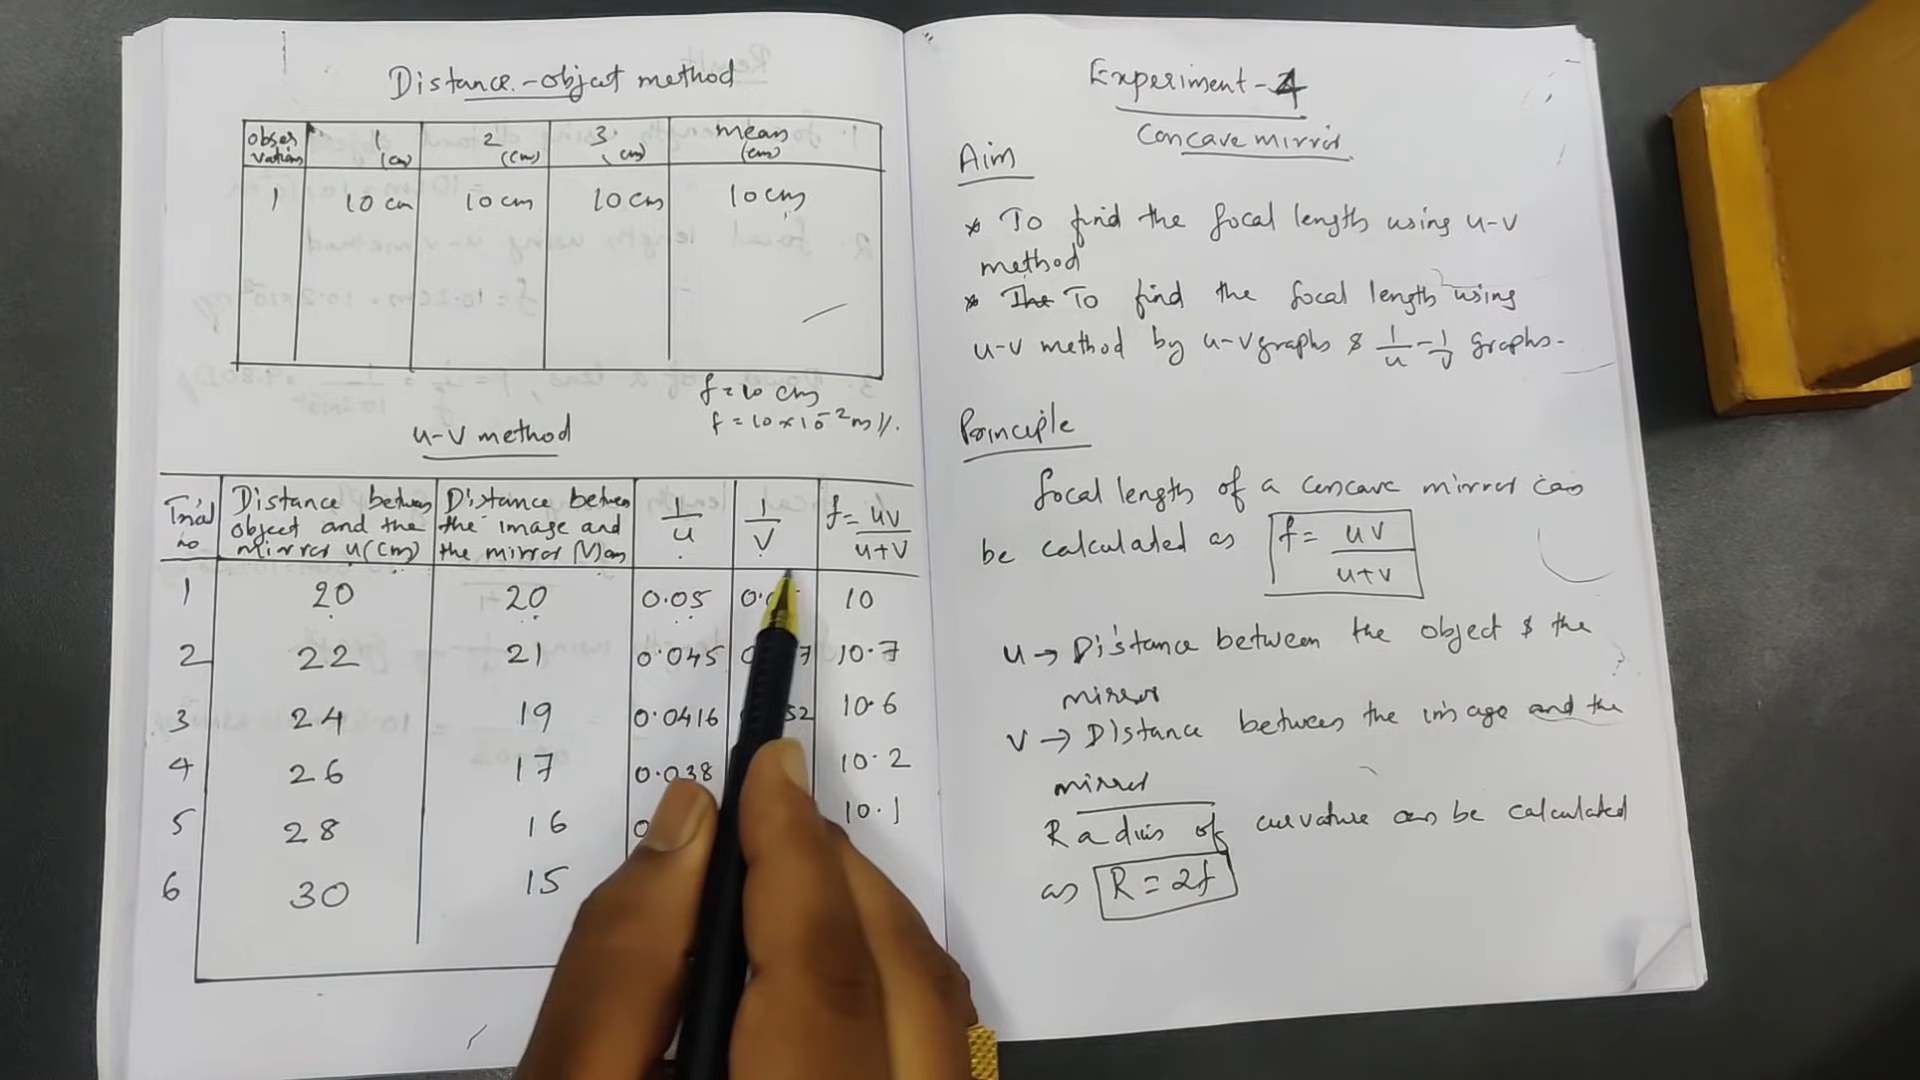 Distance-object method
obser
vations
1
(cm)
2
(cm)
3
(cm)
mean
(cm)
1 10 cm 10 cm 10 cm 10 cm
f = 10 cm
f = 10 × 10⁻² m //.
u-v method
Trial
no
Distance between
object and the
mirror u(cm)
Distance between
the image and
the mirror (V) cm
1/u
1/v
f = uv/u+v
1 20 20 0.05 10
2 22 21 0.045 10.7
3 24 19 0.0416 10.6
4 26 17 0.038 10.2
5 28 16 10.1
6 30 15
Experiment-4
Concave mirror
Aim
* To find the focal length using u-v
method
* To find the focal length using
u-v method by u-v graphs & 1/u - 1/v graphs-
Principle
focal length of a concave mirror can
be calculated as f = uv/u+v
u → Distance between the object & the
mirror
v → Distance between the image and the
mirror
Radius of curvature can be calculated
as R = 2f